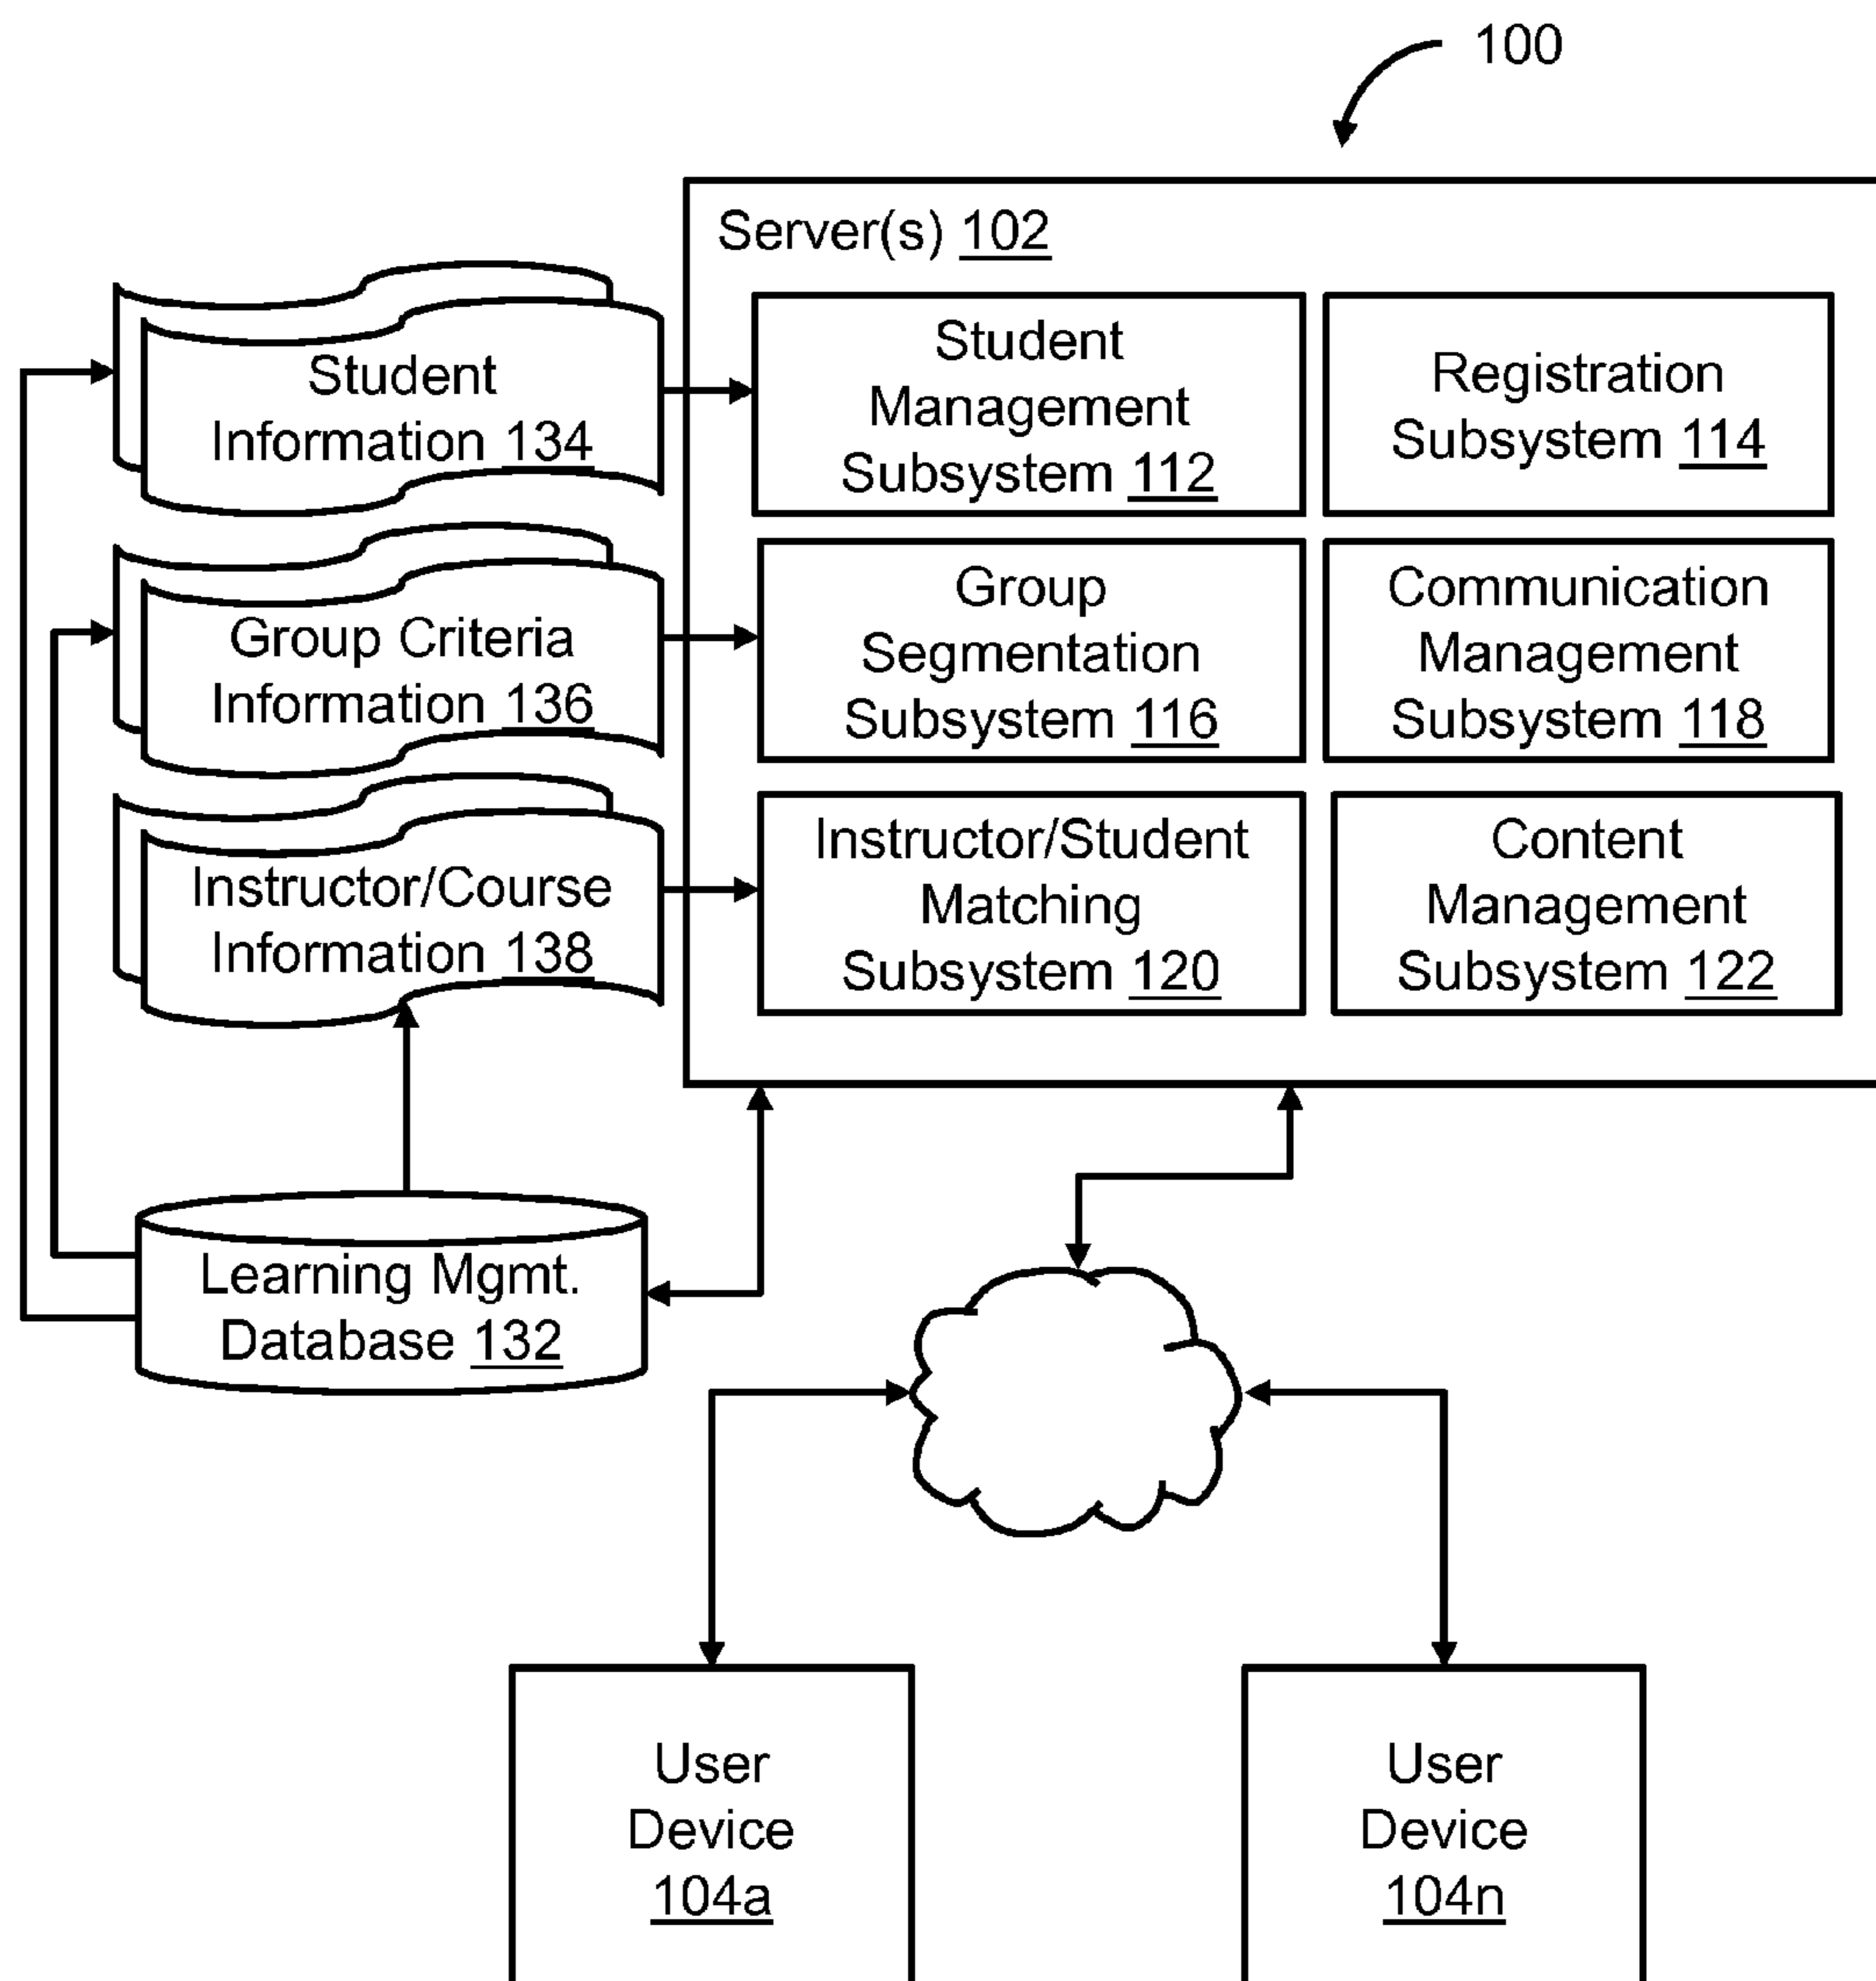 100
Server(s) 102
Student
Information 134
Student
Management
Subsystem 112
Registration
Subsystem 114
Group Criteria
Information 136
Group
Segmentation
Subsystem 116
Communication
Management
Subsystem 118
Instructor/Course
Information 138
Instructor/Student
Matching
Subsystem 120
Content
Management
Subsystem 122
Learning Mgmt.
Database 132
User
Device
104a
User
Device
104n